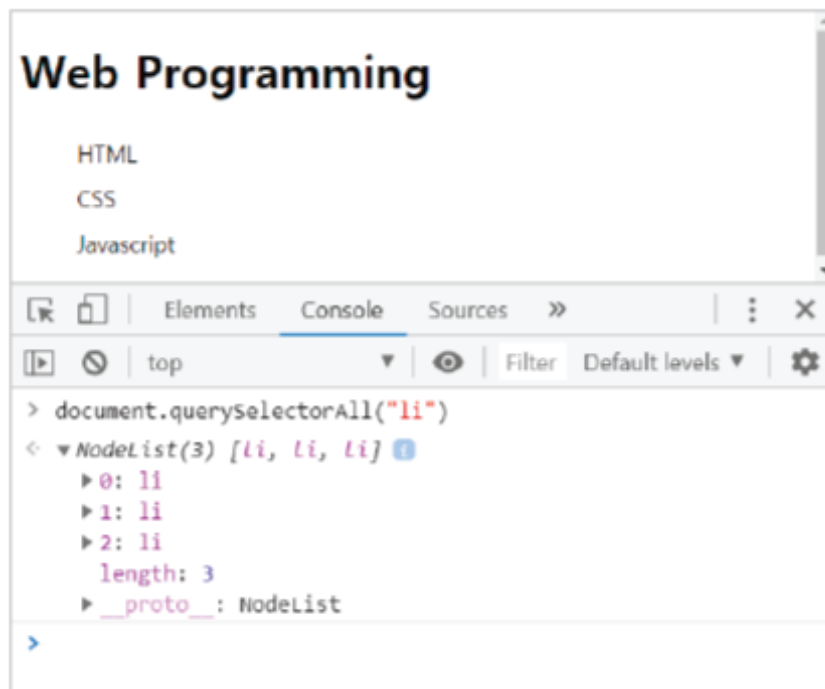 Web Programming
HTML
CSS
Javascript
Elements Console Sources »
top ▼ Filter Default levels ▼
> document.querySelectorAll("li")
<· ▼NodeList(3) [li, li, li] i
▶0: li
▶1: li
▶2: li
length: 3
▶__proto__: NodeList
>